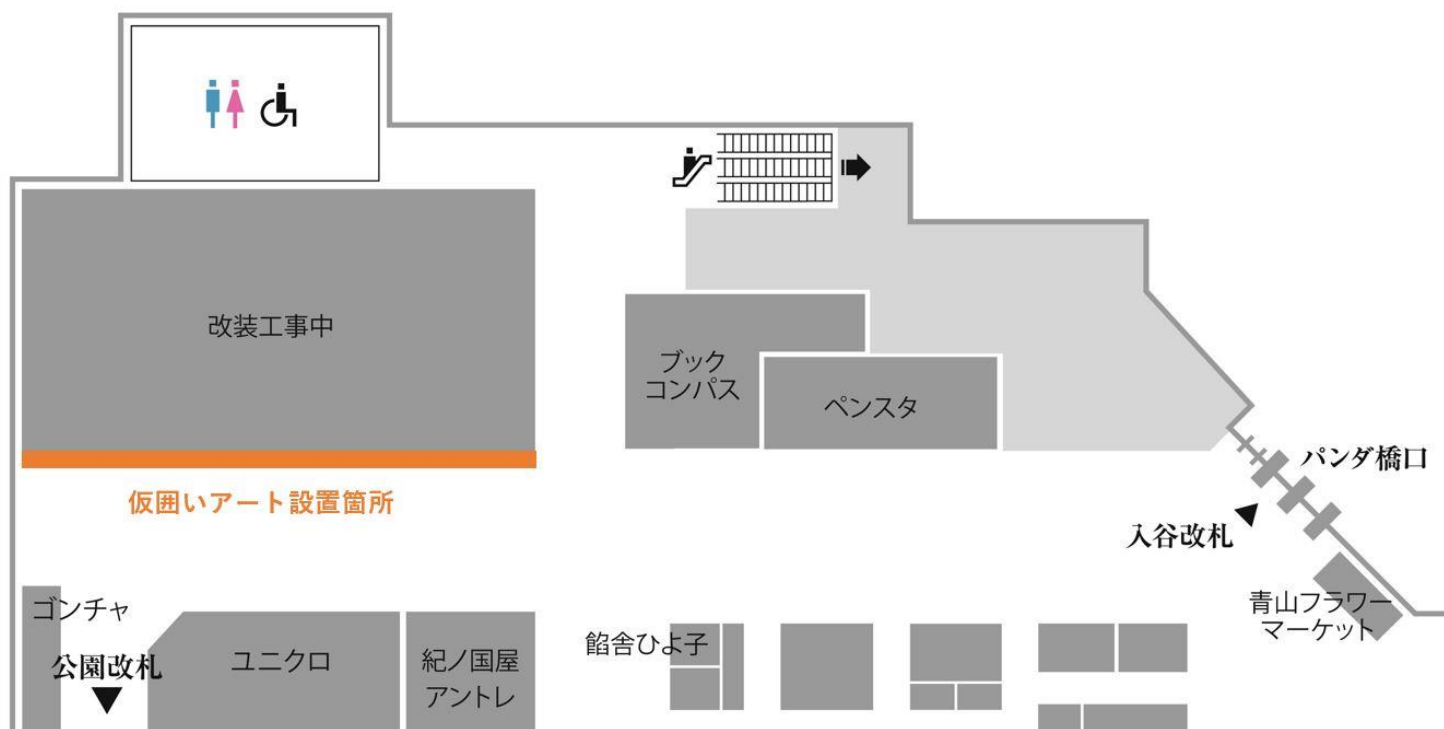 改装工事中
ブック
コンパス
ペンスタ
パンダ橋口
仮囲いアート設置箇所
入谷改札
ゴンチャ
青山フラワー
マーケット
餡舎ひよ子
公園改札
ユニクロ
紀ノ国屋
アントレ